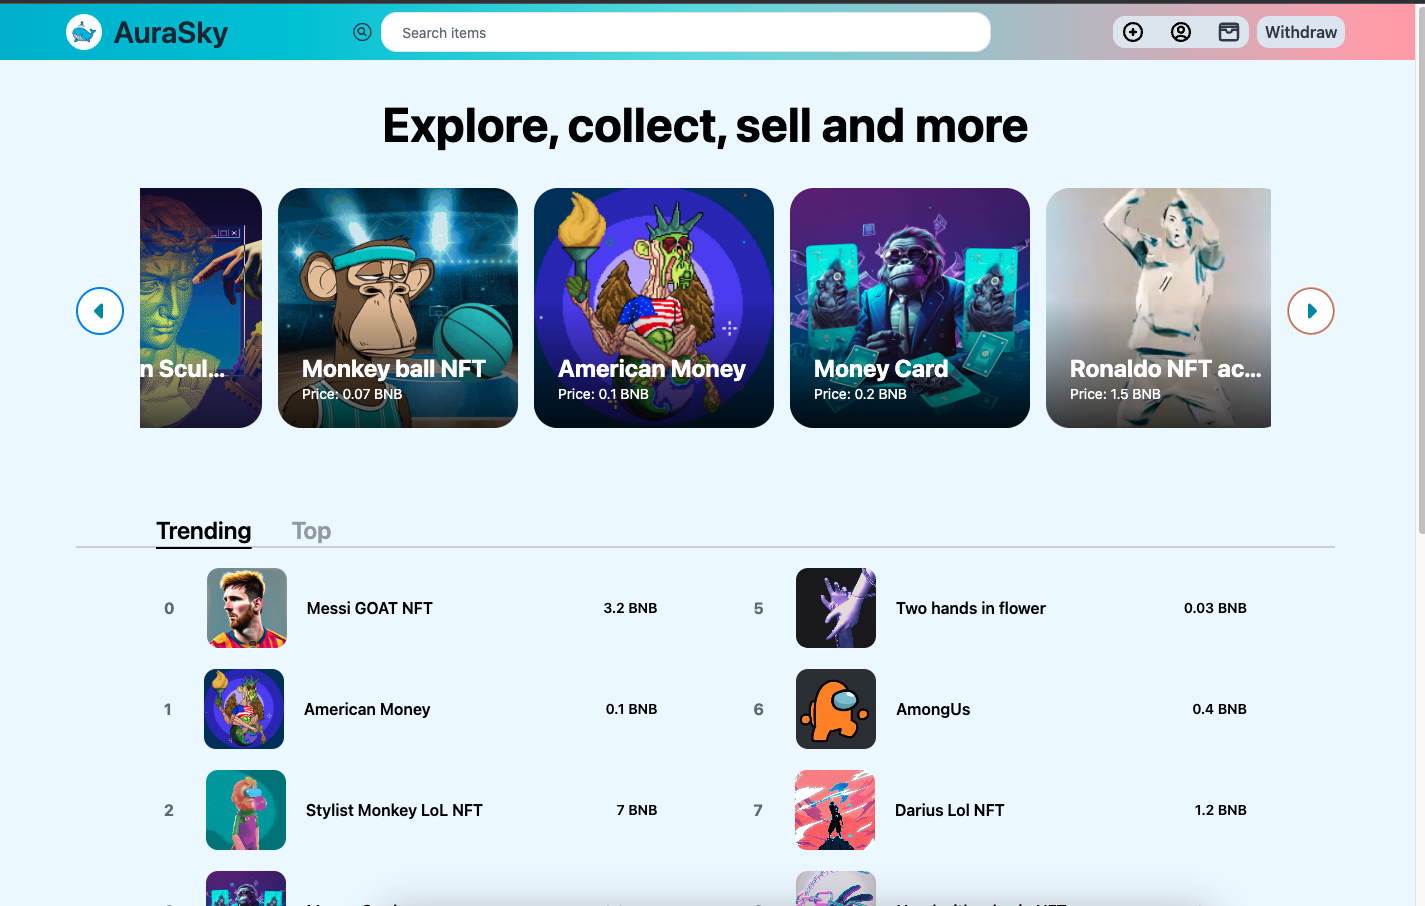 AuraSky
Search items
Withdraw
Explore, collect, sell and more
n Scul...
Monkey ball NFT
Price: 0.07 BNB
American Money
Price: 0.1 BNB
Money Card
Price: 0.2 BNB
Ronaldo NFT ac...
Price: 1.5 BNB
Trending
Top
0
Messi GOAT NFT
3.2 BNB
5
Two hands in flower
0.03 BNB
1
American Money
0.1 BNB
6
AmongUs
0.4 BNB
2
Stylist Monkey LoL NFT
7 BNB
7
Darius Lol NFT
1.2 BNB